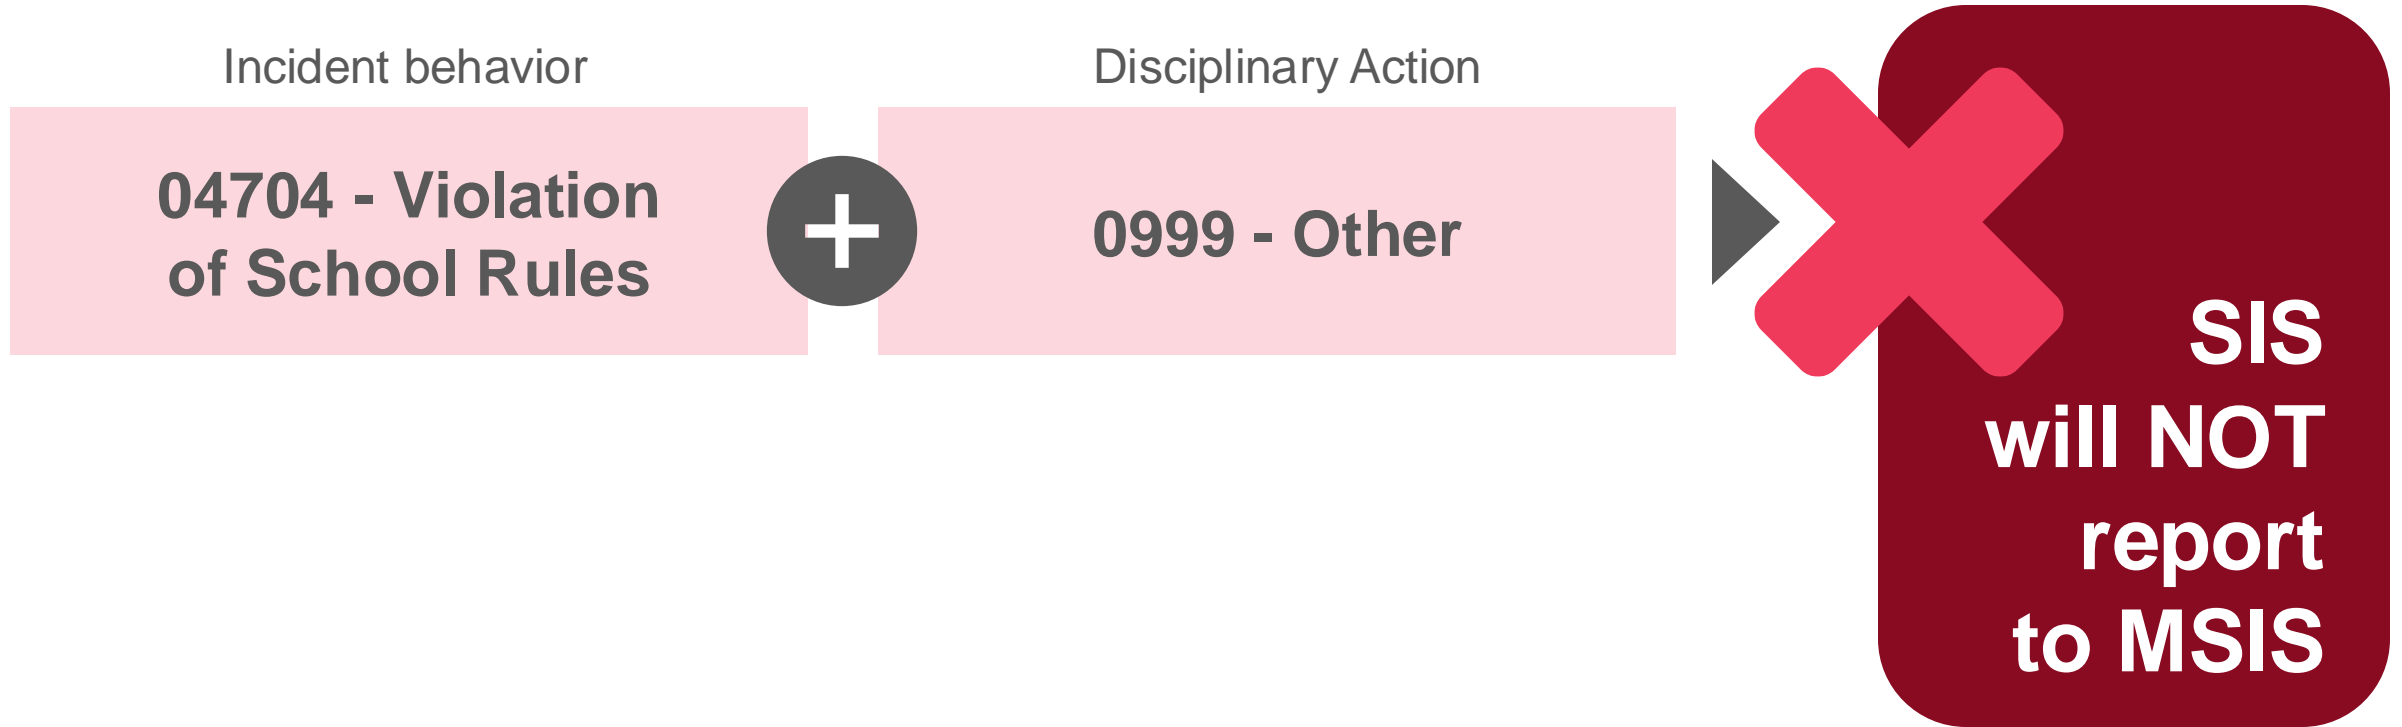 Incident behavior
04704 - Violation
of School Rules
Disciplinary Action
0999 - Other
SIS
will NOT
report
to MSIS